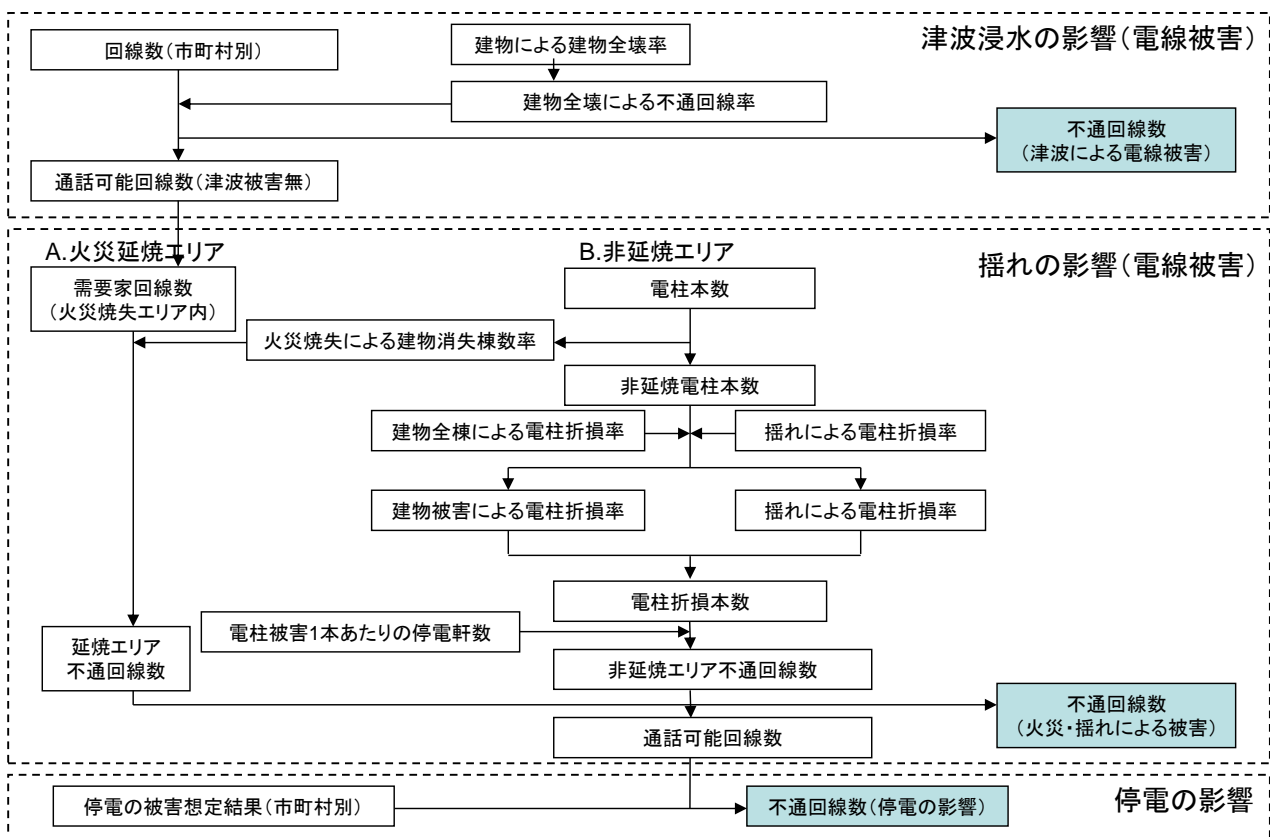 津波浸水の影響(電線被害)
回線数(市町村別)
建物による建物全壊率
建物全壊による不通回線率
不通回線数
(津波による電線被害)
通話可能回線数(津波被害無)
揺れの影響(電線被害)
A.火災延焼エリア
B.非延焼エリア
需要家回線数
(火災焼失エリア内)
電柱本数
火災焼失による建物消失棟数率
非延焼電柱本数
建物全棟による電柱折損率
揺れによる電柱折損率
建物被害による電柱折損率
揺れによる電柱折損率
電柱折損本数
電柱被害1本あたりの停電軒数
延焼エリア
不通回線数
非延焼エリア不通回線数
不通回線数
(火災・揺れによる被害)
通話可能回線数
停電の影響
停電の被害想定結果(市町村別)
不通回線数(停電の影響)